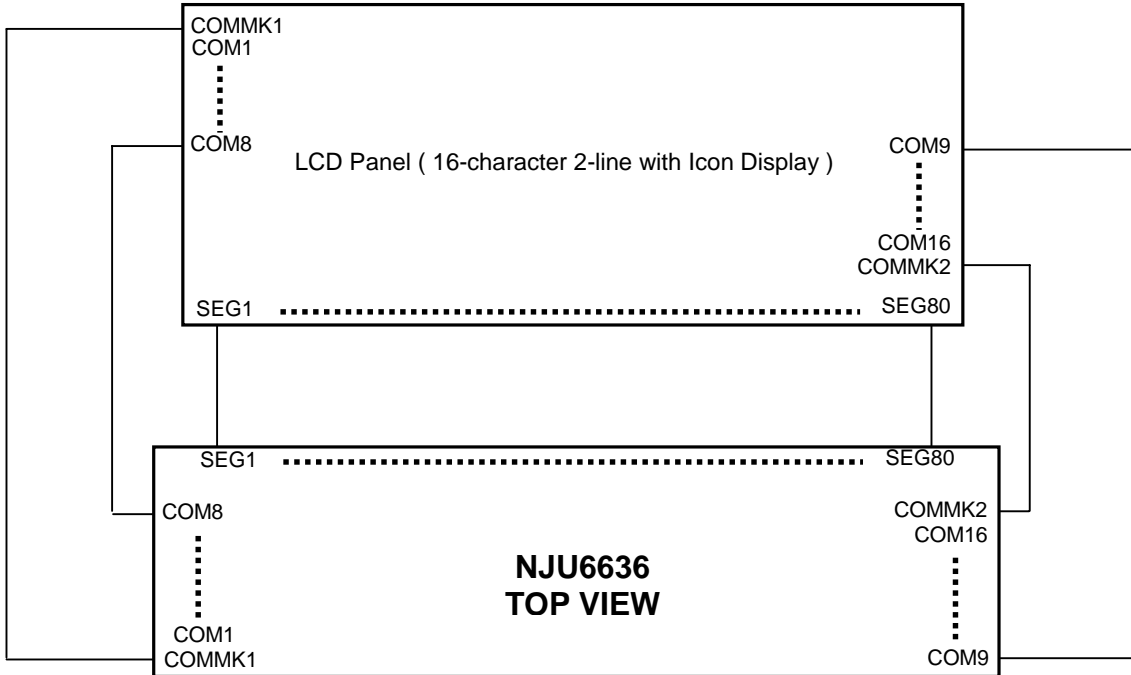 COMMK1
COM1
COM8
LCD Panel ( 16-character 2-line with Icon Display )
COM9
COM16
COMMK2
SEG1
SEG80
SEG1
SEG80
COM8
COMMK2
COM16
NJU6636
TOP VIEW
COM1
COMMK1
COM9